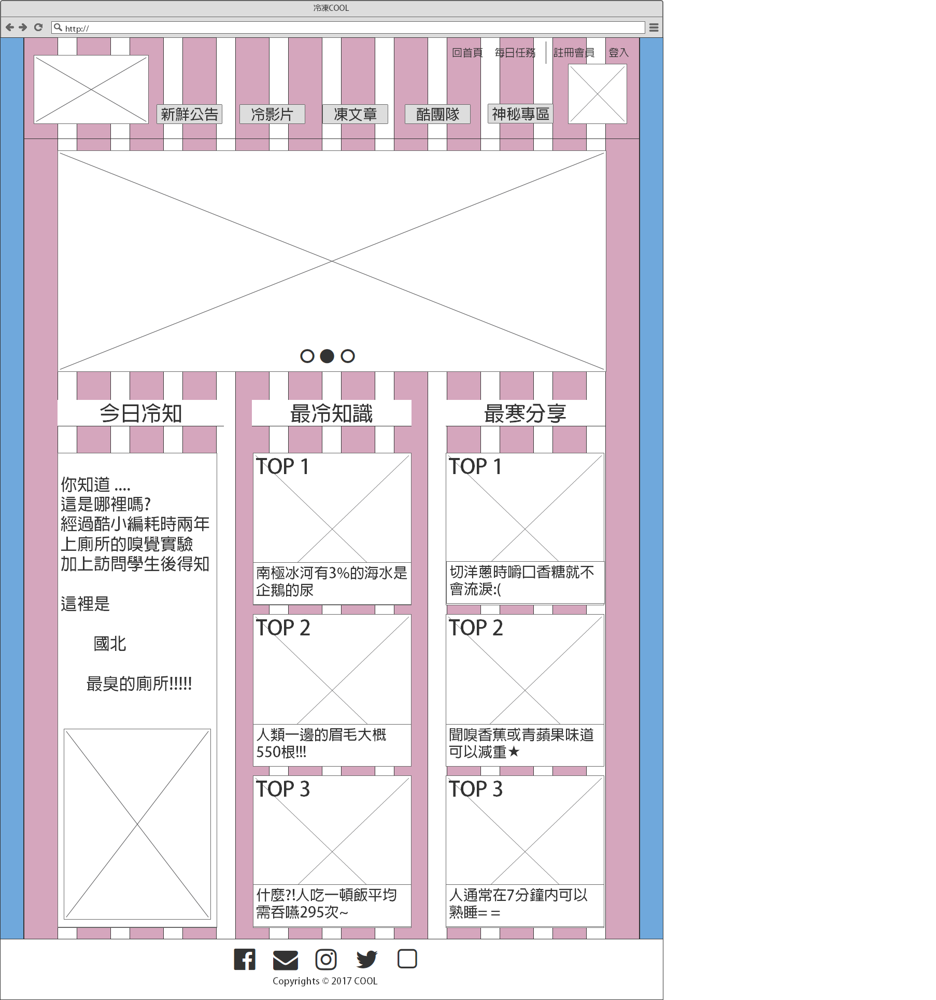 冷凍COOL
http://
回首頁 每日任務 註冊會員 登入
新鮮公告 冷影片 凍文章 酷團隊 神秘專區
今日冷知
你知道 ....
這是哪裡嗎?
經過酷小編耗時兩年
上廁所的嗅覺實驗
加上訪問學生後得知
這裡是
國北
最臭的廁所!!!!!
最冷知識
TOP 1
南極冰河有3%的海水是
企鵝的尿
TOP 2
人類一邊的眉毛大概
550根!!!
TOP 3
什麼?!人吃一頓飯平均
需吞嚥295次~
最寒分享
TOP 1
切洋蔥時嚼口香糖就不
會流淚:(
TOP 2
聞嗅香蕉或青蘋果味道
可以減重★
TOP 3
人通常在7分鐘內可以
熟睡= =
Copyrights © 2017 COOL